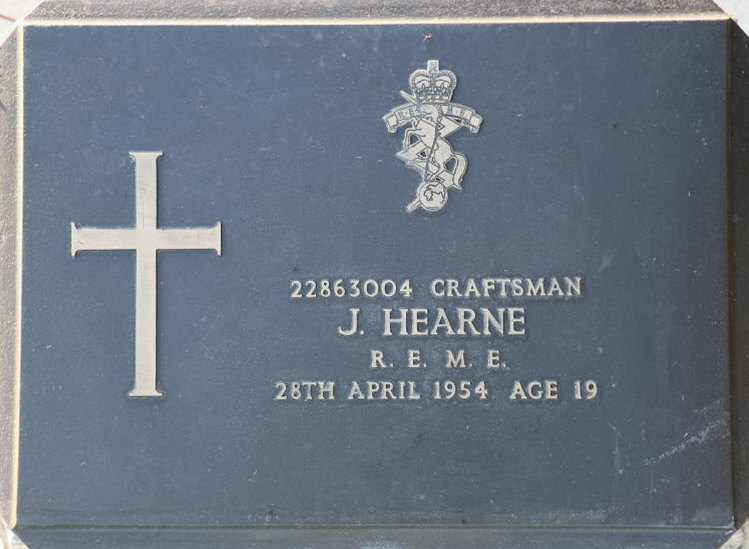 R.E.M.E.
22863004 CRAFTSMAN
J. HEARNE
R. E. M. E.
28TH APRIL 1954 AGE 19